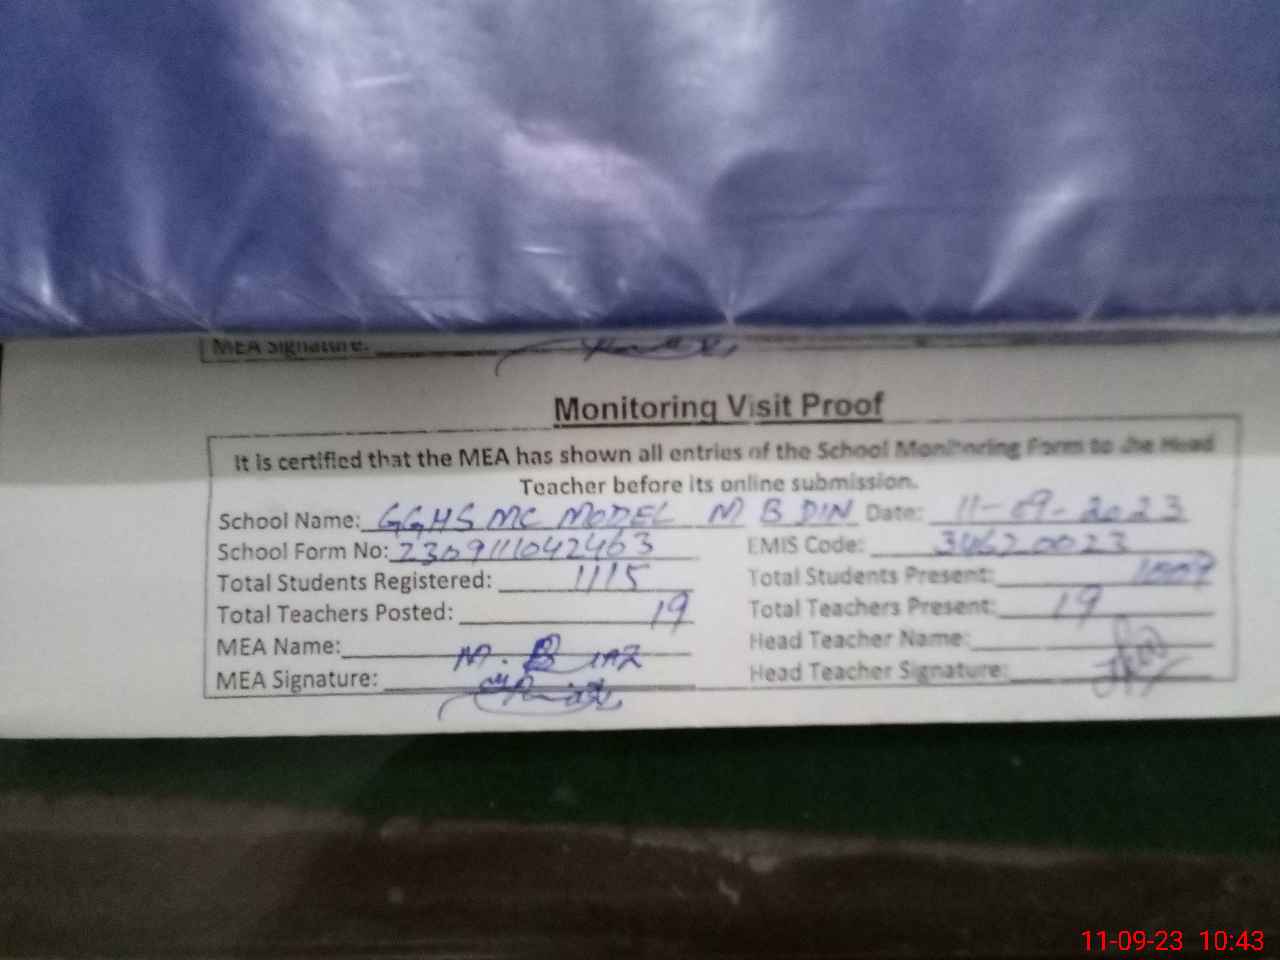 MEA Signature:
Monitoring Visit Proof
It is certified that the MEA has shown all entries of the School Monitoring Form to the Head
Teacher before its online submission.
School Name: GGHS MC MODEL M B DIN Date: 11-09-2023
School Form No: 2309111042463 EMIS Code: 34620023
Total Students Registered: 1115 Total Students Present:
Total Teachers Posted: 19 Total Teachers Present: 19
MEA Name: M. Riaz Head Teacher Name:
MEA Signature: Head Teacher Signature:
11-09-23 10:43